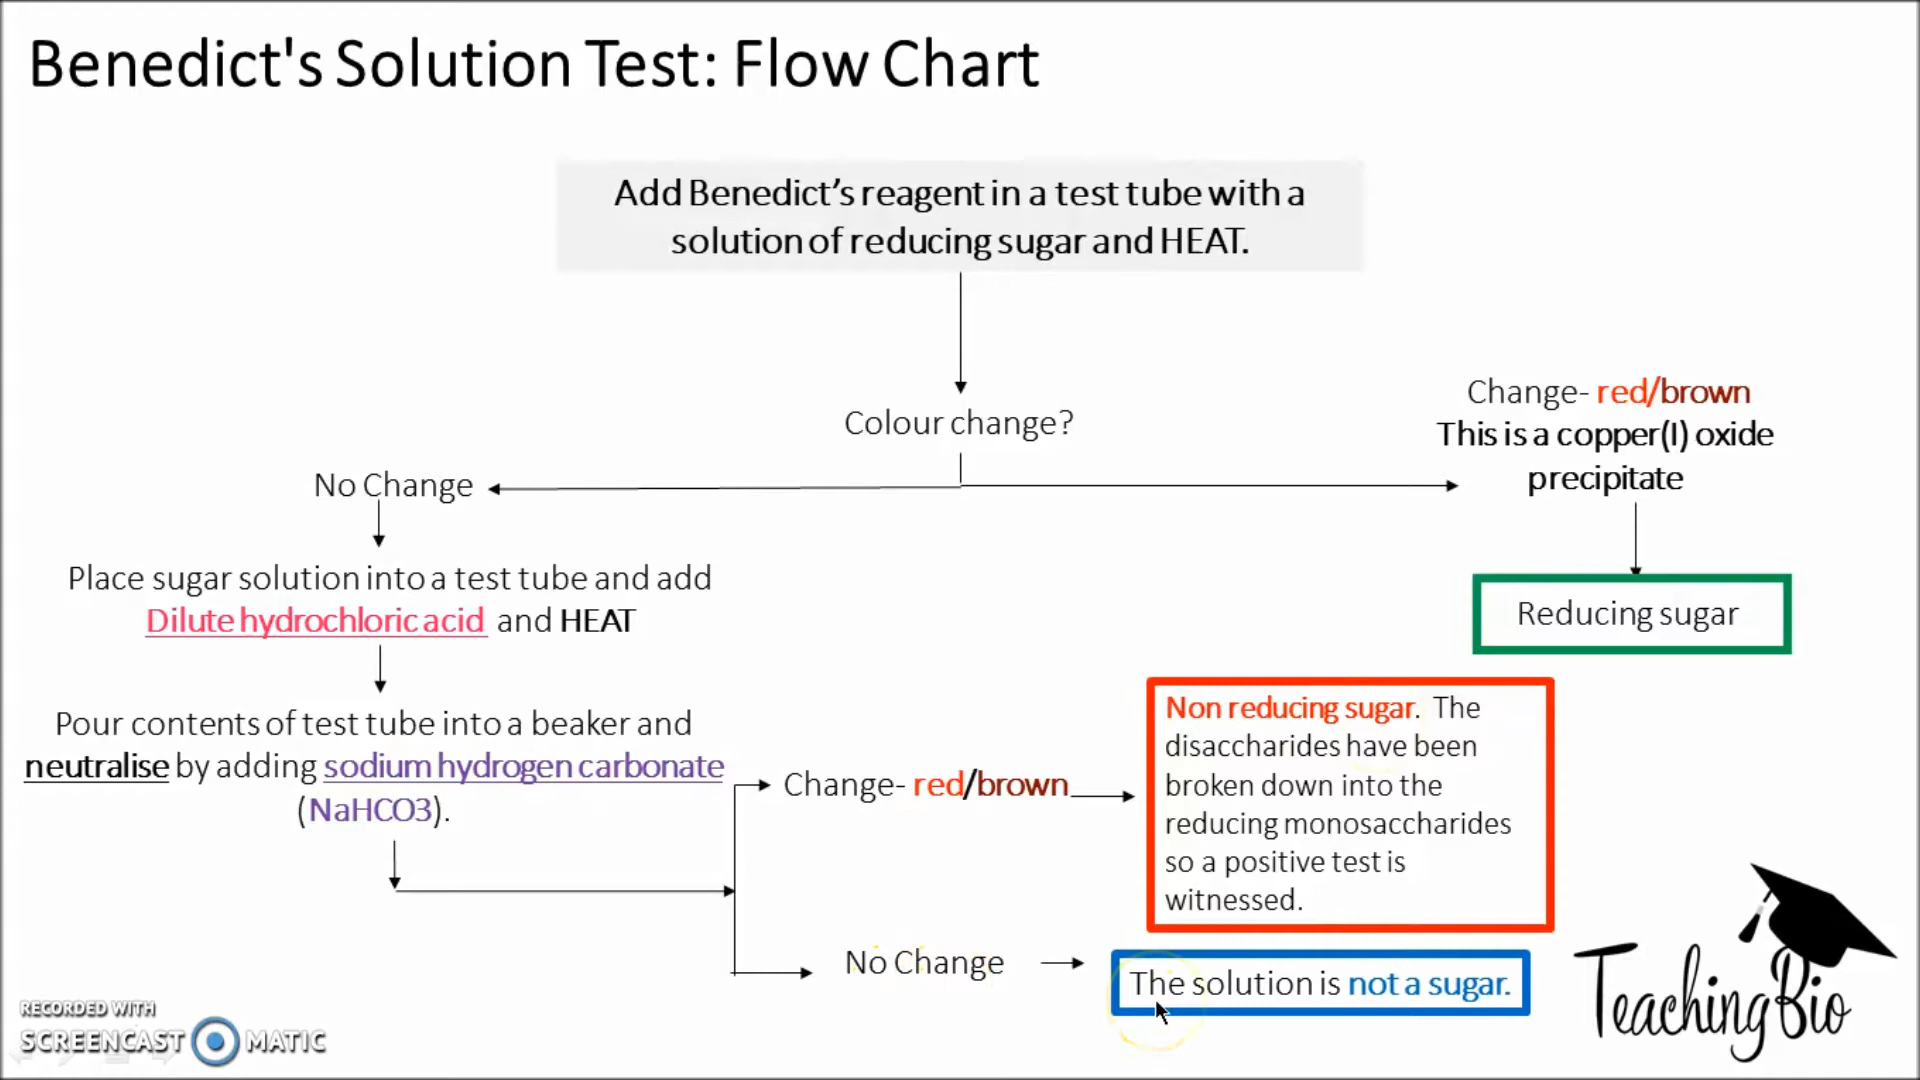 Benedict's Solution Test: Flow Chart
Add Benedict's reagent in a test tube with a
solution of reducing sugar and HEAT.
Colour change?
Change- red/brown
This is a copper(I) oxide
precipitate
No Change
Reducing sugar
Place sugar solution into a test tube and add
Dilute hydrochloric acid and HEAT
Pour contents of test tube into a beaker and
neutralise by adding sodium hydrogen carbonate
(NaHCO3).
Change- red/brown
Non reducing sugar. The
disaccharides have been
broken down into the
reducing monosaccharides
so a positive test is
witnessed.
No Change
The solution is not a sugar.
RECORDED WITH
SCREENCAST MATIC
TeachingBio